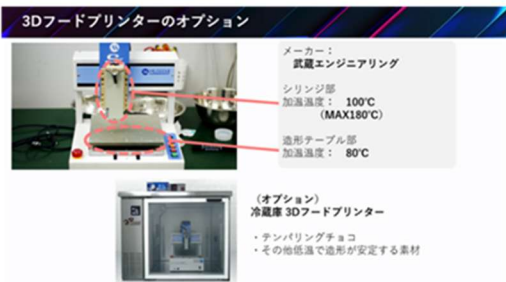 3Dフードプリンターのオプション
メーカー：
武蔵エンジニアリング
シリンジ部
加温温度： 100℃
（MAX180℃）
造形テーブル部
加温温度： 80℃
（オプション）
冷蔵庫 3Dフードプリンター
・テンパリングチョコ
・その他低温で造形が安定する素材